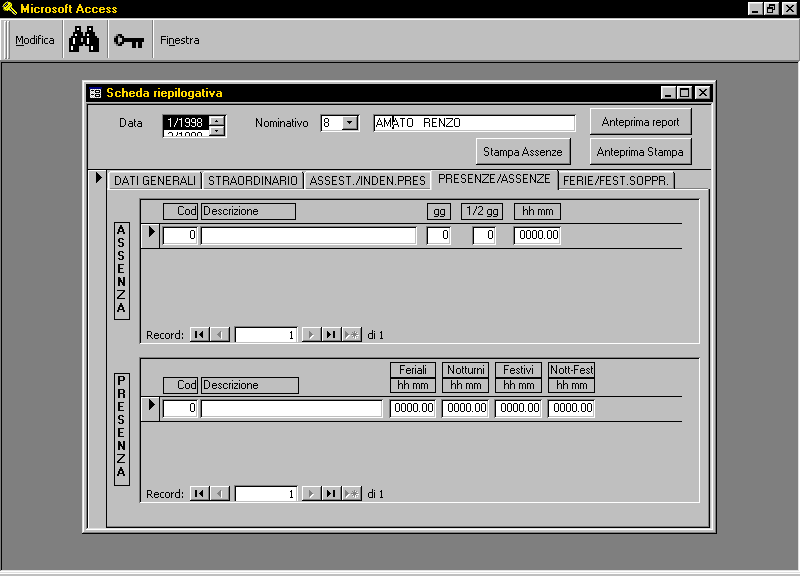 Microsoft Access
Modifica Finestra
Scheda riepilogativa
Data 1/1998 Nominativo 8 AMATO RENZO Anteprima report
2/1998
Stampa Assenze Anteprima Stampa
DATI GENERALI STRAORDINARIO ASSEST./INDEN.PRES PRESENZE/ASSENZE FERIE/FEST.SOPPR.
ASSENZA
Cod Descrizione gg 1/2 gg hh mm
0 0 0 0000.00
Record: 1 di 1
PRESENZA
Feriali Notturni Festivi Nott-Fest
Cod Descrizione hh mm hh mm hh mm hh mm
0 0000.00 0000.00 0000.00 0000.00
Record: 1 di 1